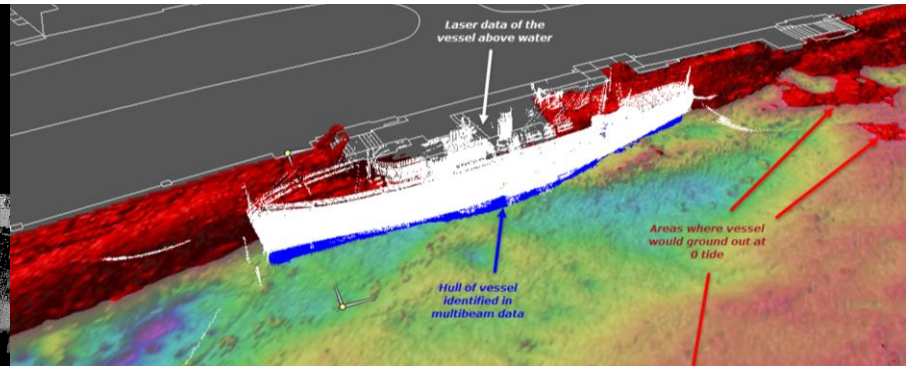 Laser data of the
vessel above water
Areas where vessel
would ground out at
0 tide
Hull of vessel
identified in
multibeam data